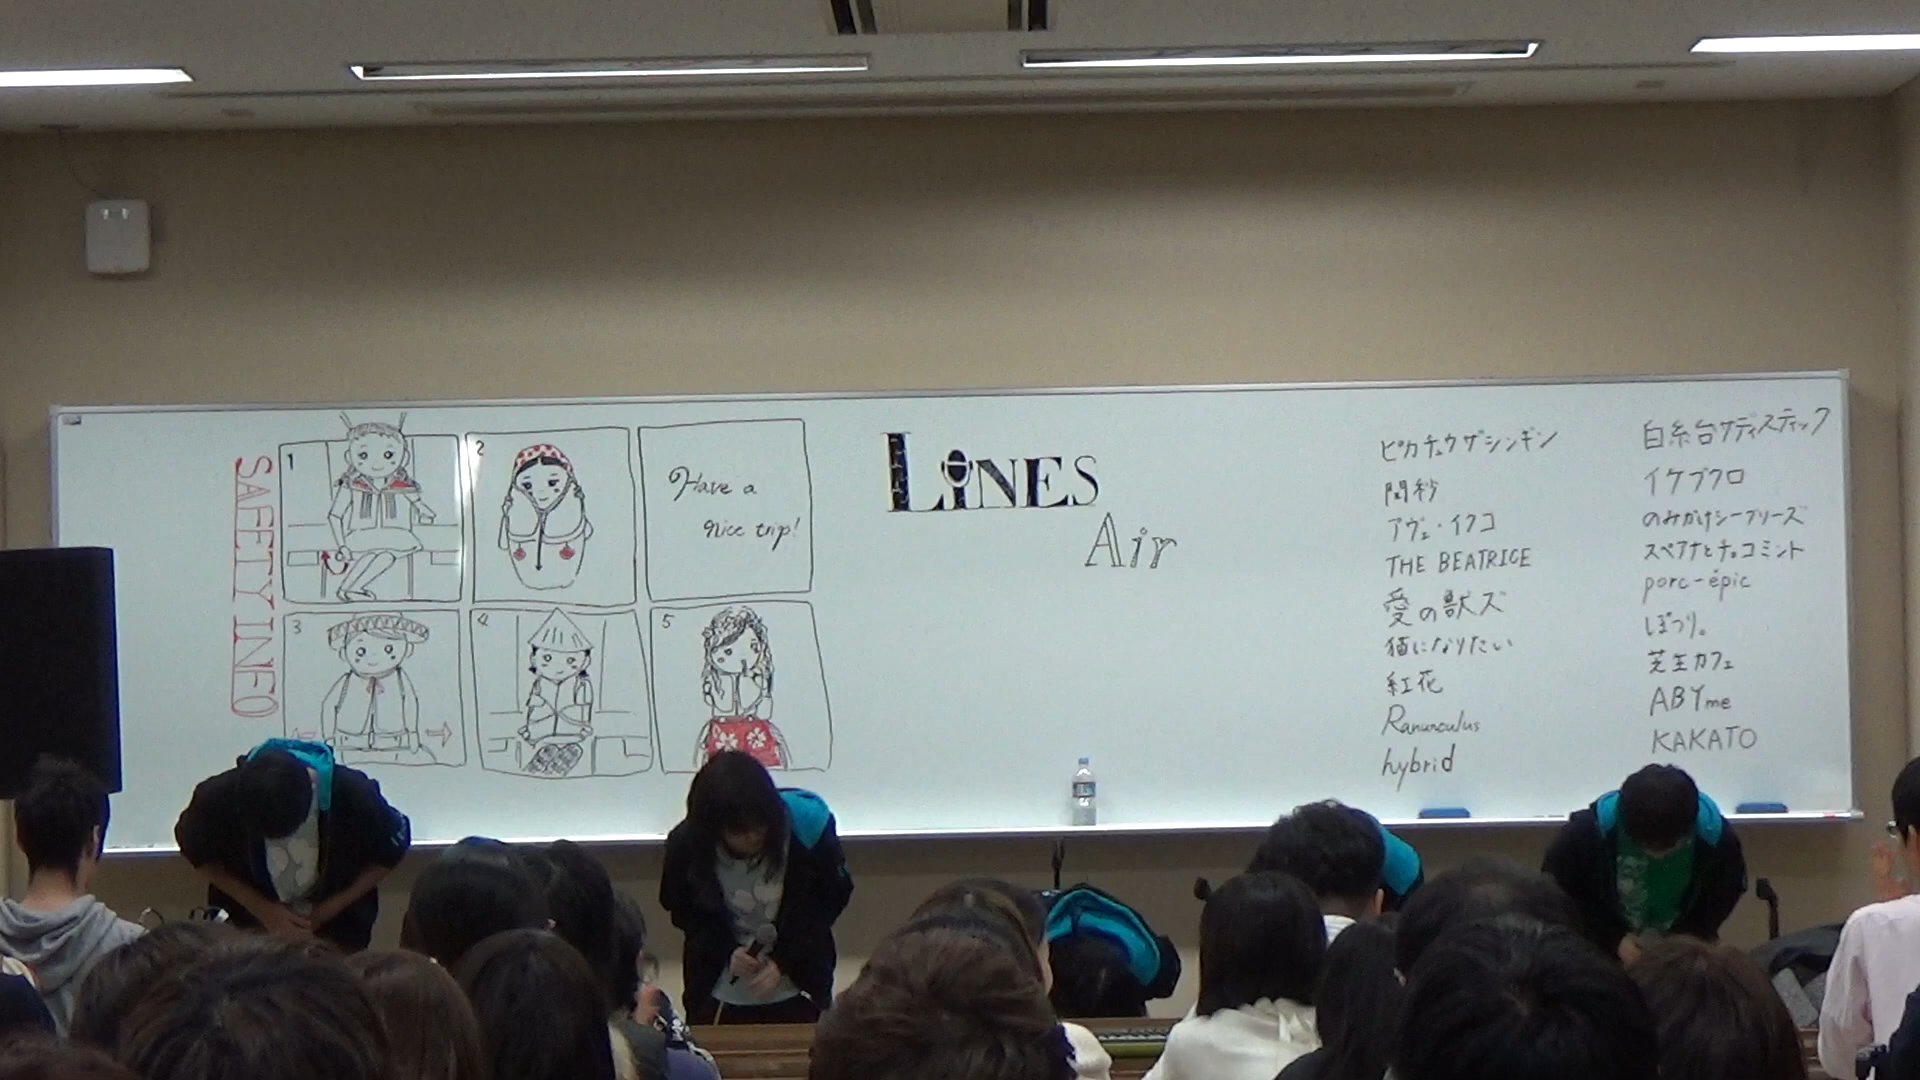 SAFETY INFO
1
2
Have a
nice trip!
3
4
5
LiNES
Air
ピカチュウザシンギン
閏秒
アヴェ・イクコ
THE BEATRICE
愛の獣ズ
猫になりたい
紅花
Ranunculus
hybrid
白糸台サディスティック
イケブクロ
のみかけシーブリーズ
スペアナとチョコミント
porc-épic
ぽつり。
芝生カフェ
ABYme
KAKATO